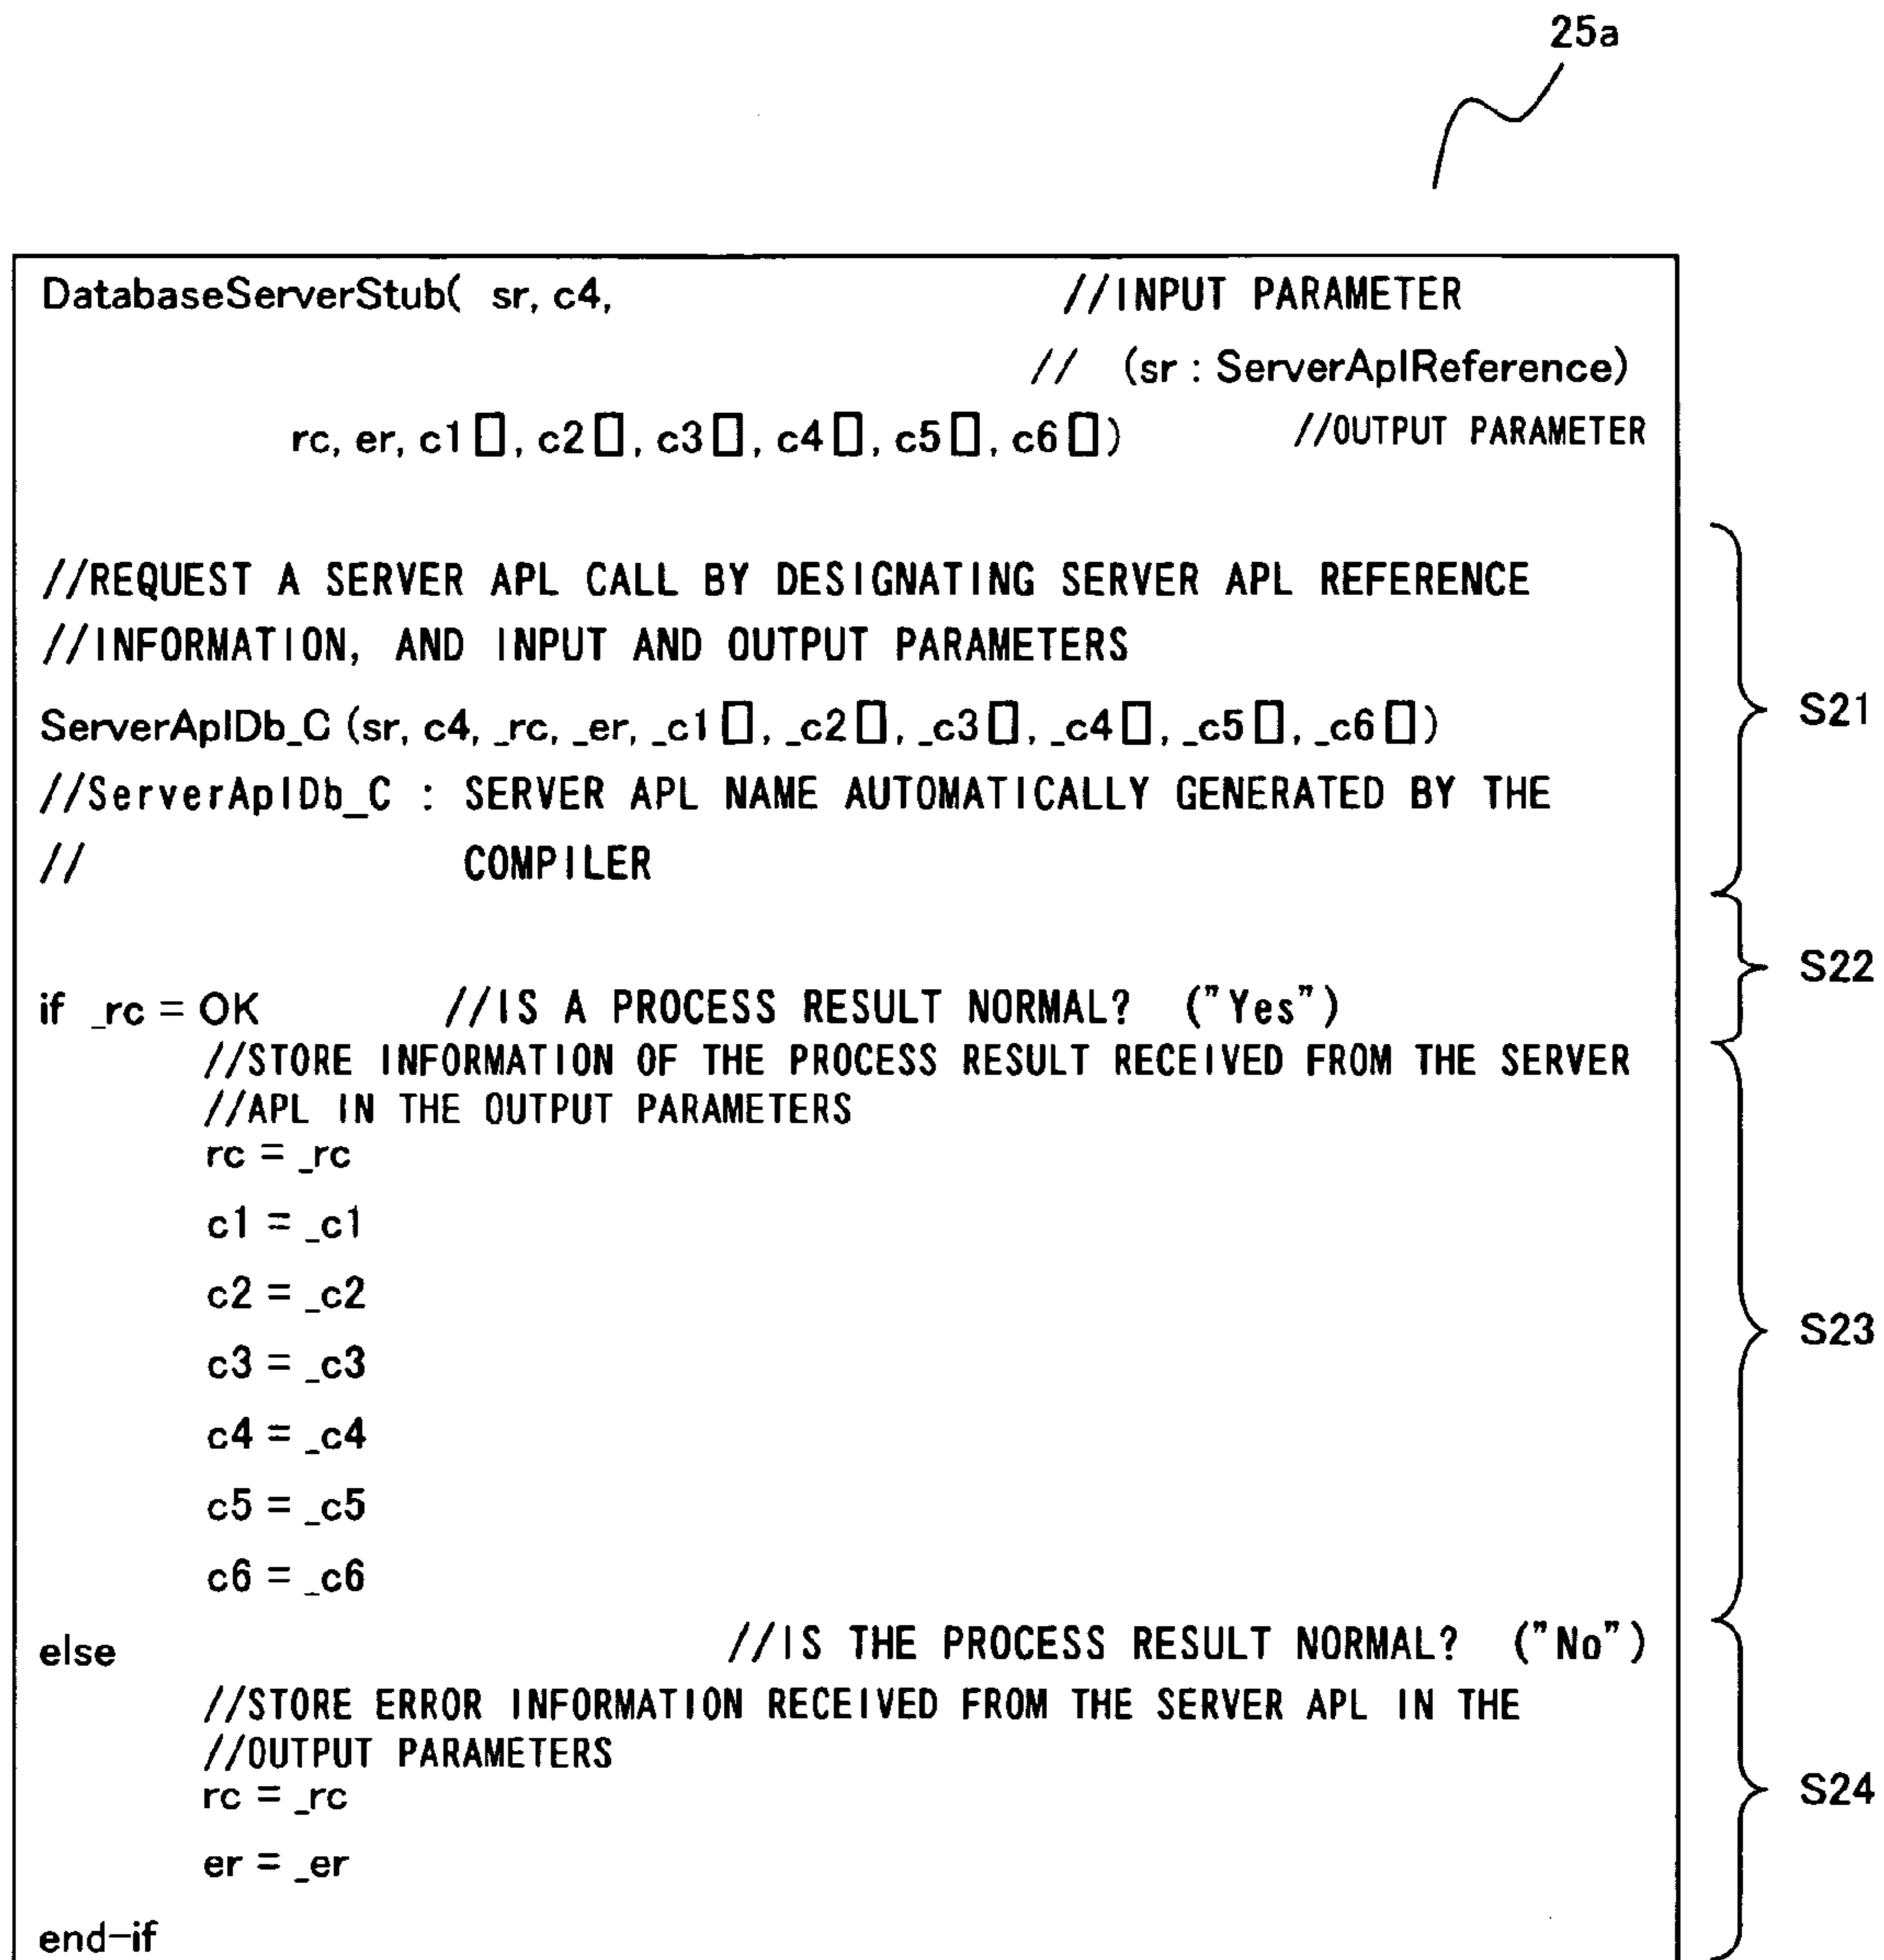 25a
DatabaseServerStub( sr, c4, //INPUT PARAMETER
// (sr : ServerAplReference)
rc, er, c1[], c2[], c3[], c4[], c5[], c6[]) //OUTPUT PARAMETER
//REQUEST A SERVER APL CALL BY DESIGNATING SERVER APL REFERENCE
//INFORMATION, AND INPUT AND OUTPUT PARAMETERS
ServerAplDb_C (sr, c4, _rc, _er, _c1[], _c2[], _c3[], _c4[], _c5[], _c6[])
S21
//ServerAplDb_C : SERVER APL NAME AUTOMATICALLY GENERATED BY THE
// COMPILER
S22
if _rc = OK //IS A PROCESS RESULT NORMAL? ("Yes")
//STORE INFORMATION OF THE PROCESS RESULT RECEIVED FROM THE SERVER
//APL IN THE OUTPUT PARAMETERS
rc = _rc
c1 = _c1
c2 = _c2
S23
c3 = _c3
c4 = _c4
c5 = _c5
c6 = _c6
else //IS THE PROCESS RESULT NORMAL? ("No")
//STORE ERROR INFORMATION RECEIVED FROM THE SERVER APL IN THE
//OUTPUT PARAMETERS
rc = _rc
S24
er = _er
end-if